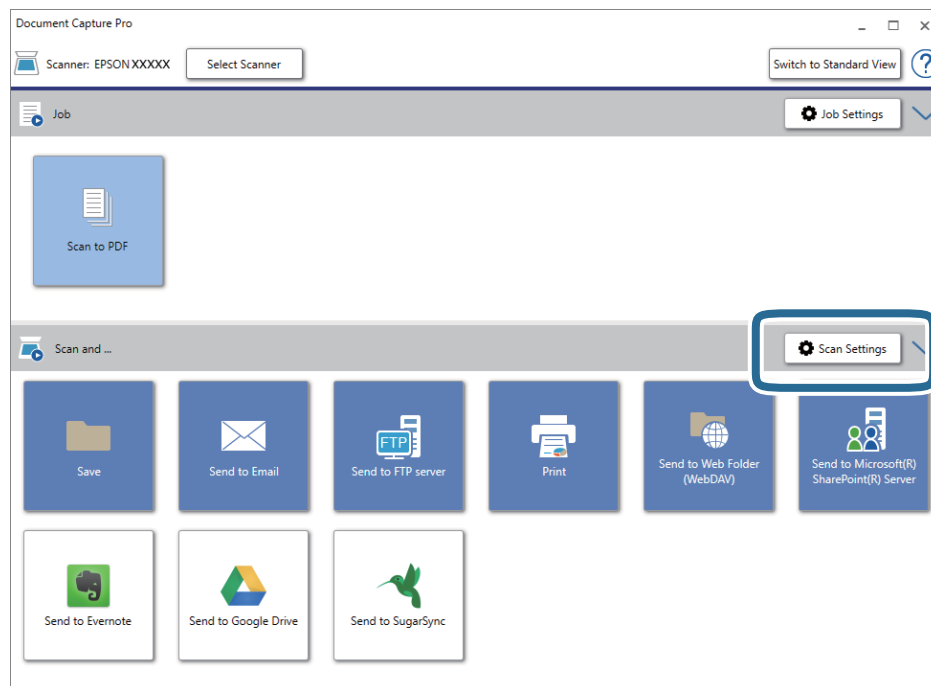 Document Capture Pro
Scanner: EPSON XXXXX
Select Scanner
Switch to Standard View
?
Job
Job Settings
Scan to PDF
Scan and ...
Scan Settings
Save
Send to Email
FTP
Send to FTP server
Print
Send to Web Folder
(WebDAV)
Send to Microsoft(R)
SharePoint(R) Server
Send to Evernote
Send to Google Drive
Send to SugarSync